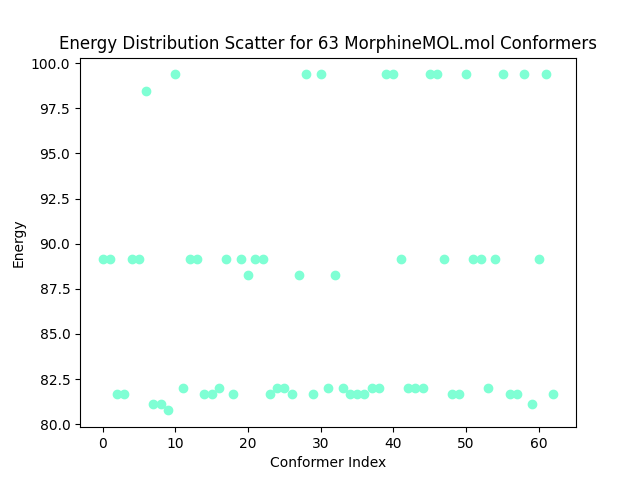 Energy Distribution Scatter for 63 MorphineMOL.mol Conformers
100.0
97.5
95.0
92.5
90.0
87.5
85.0
82.5
80.0
Energy
0 10 20 30 40 50 60
Conformer Index